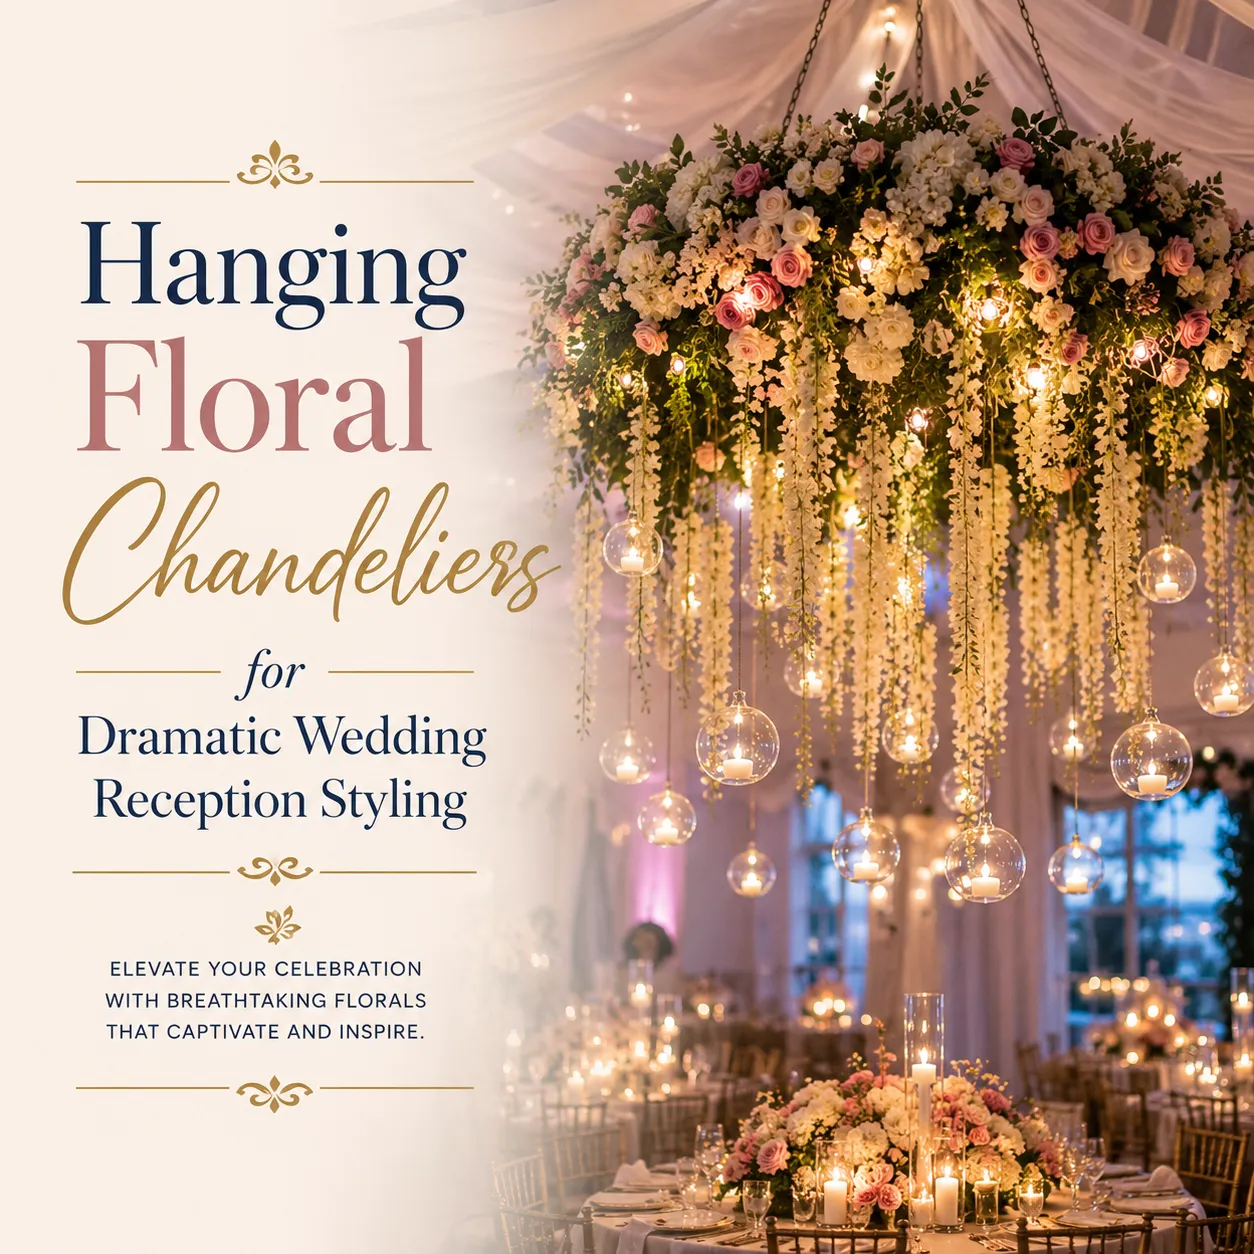 Hanging
Floral
Chandeliers
for
Dramatic Wedding
Reception Styling
ELEVATE YOUR CELEBRATION
WITH BREATHTAKING FLORALS
THAT CAPTIVATE AND INSPIRE.